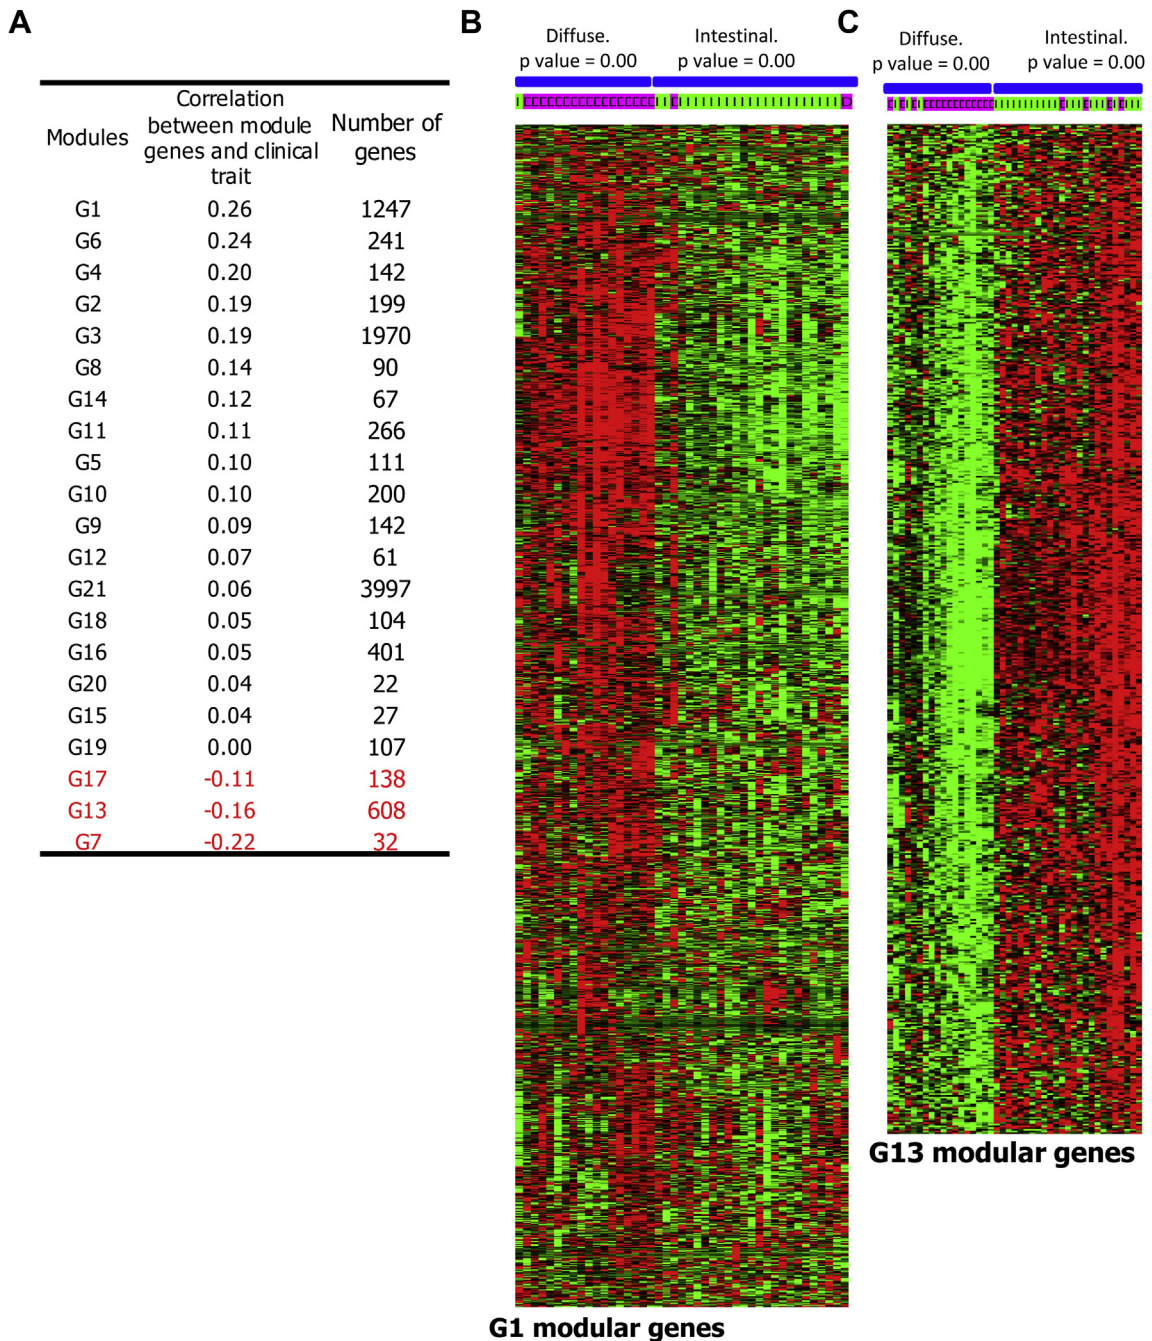 A
Modules
Correlation
between module
genes and clinical
trait
Number of
genes
G1 0.26 1247
G6 0.24 241
G4 0.20 142
G2 0.19 199
G3 0.19 1970
G8 0.14 90
G14 0.12 67
G11 0.11 266
G5 0.10 111
G10 0.10 200
G9 0.09 142
G12 0.07 61
G21 0.06 3997
G18 0.05 104
G16 0.05 401
G20 0.04 22
G15 0.04 27
G19 0.00 107
G17 -0.11 138
G13 -0.16 608
G7 -0.22 32
B
Diffuse.
p value = 0.00
Intestinal.
p value = 0.00
G1 modular genes
C
Diffuse.
p value = 0.00
Intestinal.
p value = 0.00
G13 modular genes